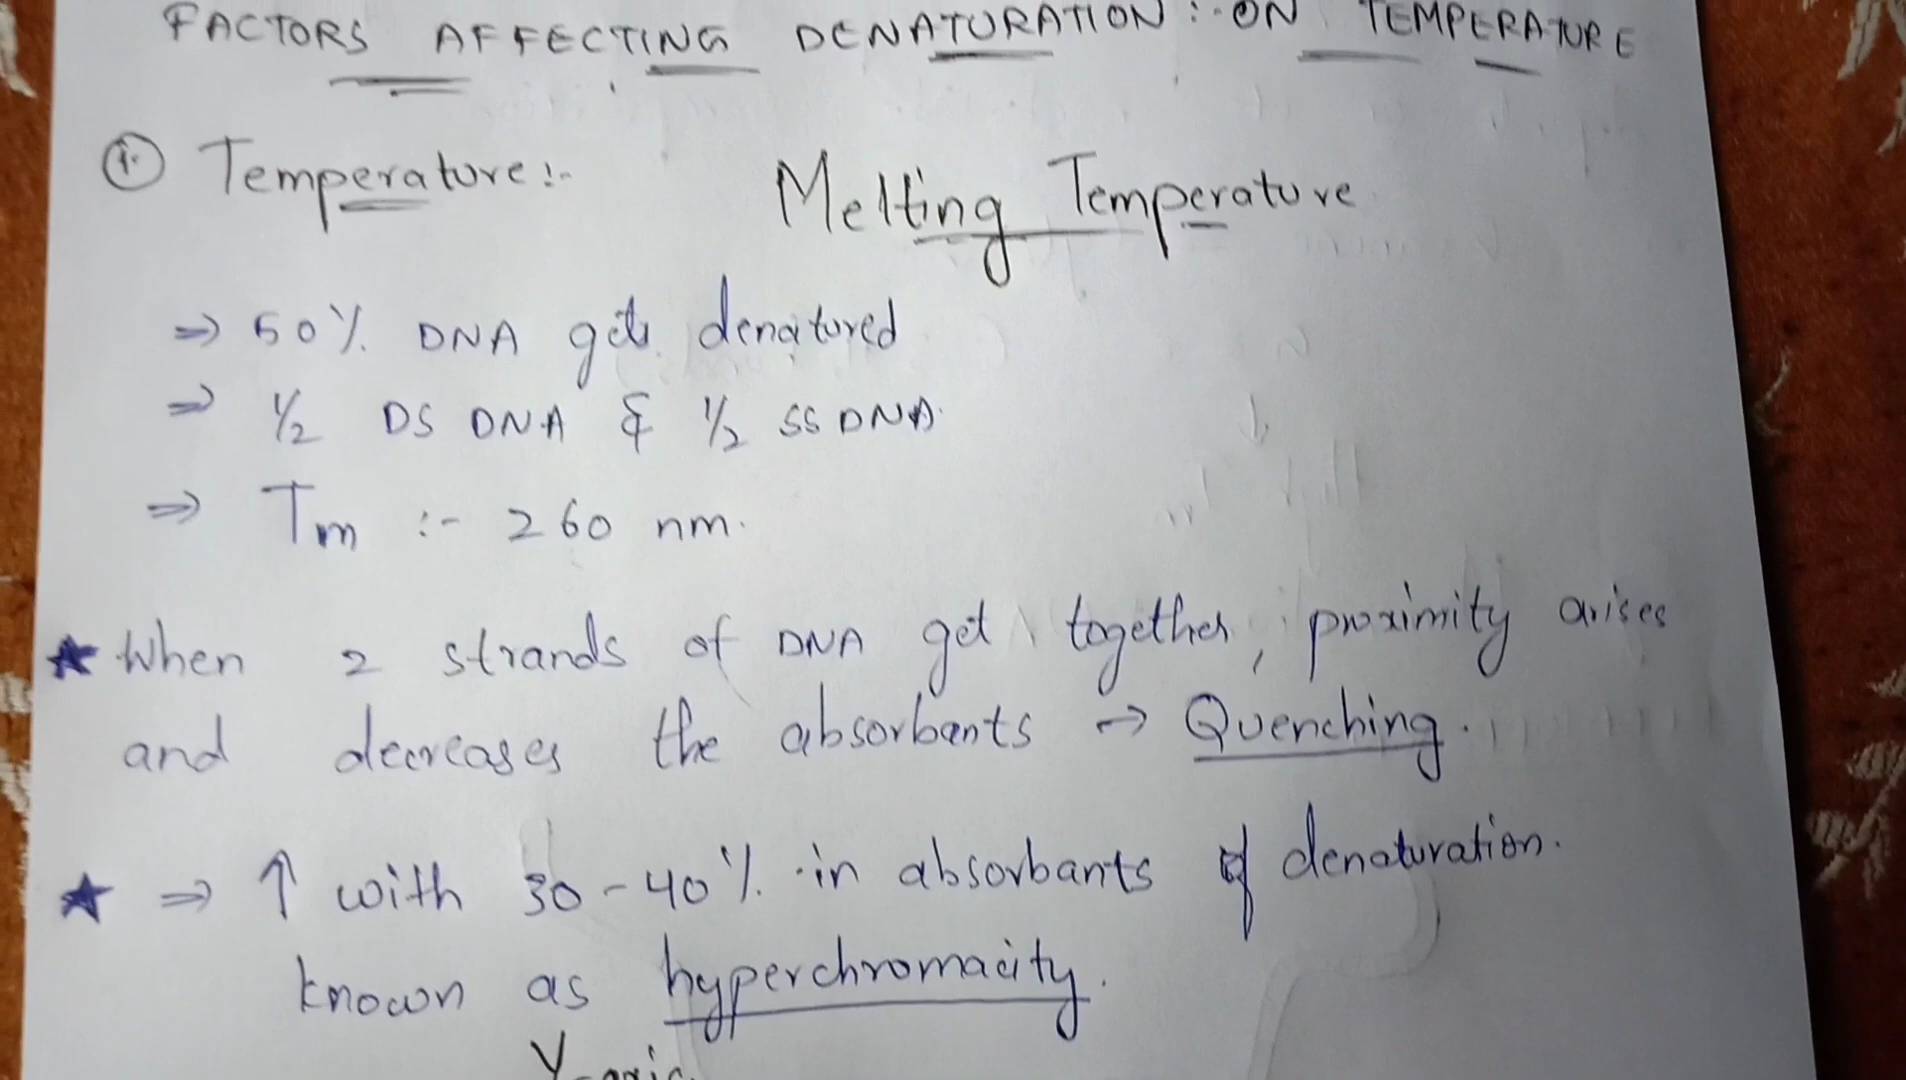 FACTORS AFFECTING DENATURATION :- ON TEMPERATURE
1. Temperature :- Melting Temperature
⇒ 50% DNA gets denatured
⇒ 1/2 DS DNA & 1/2 SS DNA.
⇒ Tm :- 260 nm.
★ When 2 strands of DNA get together, proximity arises
and decreases the absorbants → Quenching.
★ ⇒ ↑ with 30-40% in absorbants of denaturation.
known as hyperchromacity.
Y-axis